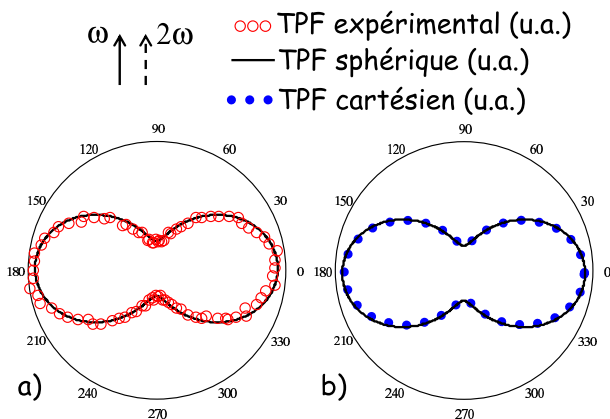 ω 2ω
TPF expérimental (u.a.)
TPF sphérique (u.a.)
TPF cartésien (u.a.)
90
120 60
150 30
180 0
210 330
240 300
270
a)
90
120 60
150 30
180 0
210 330
240 300
270
b)